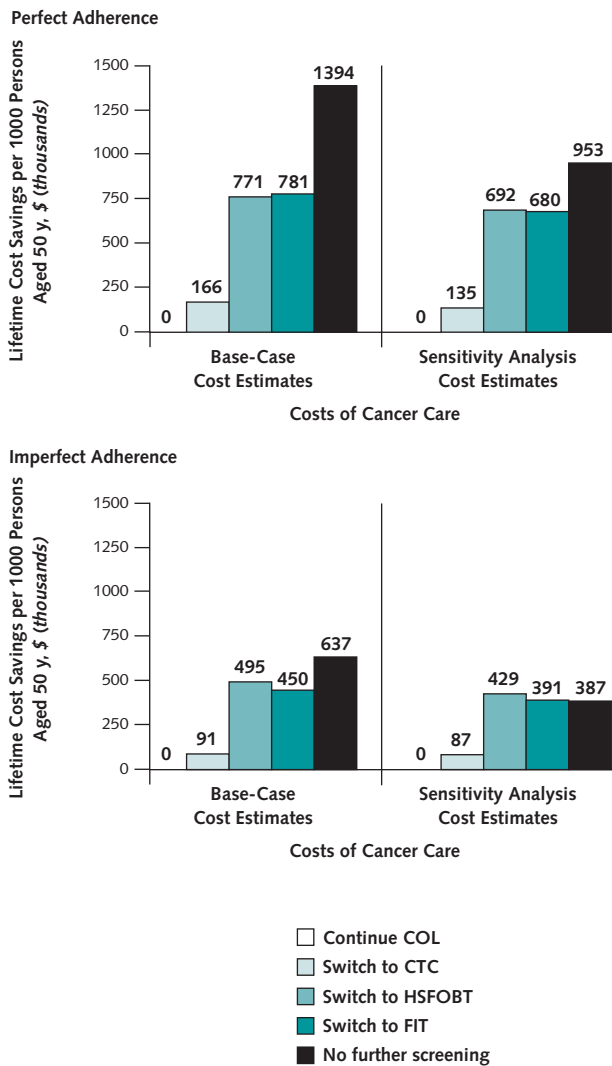 Perfect Adherence
Lifetime Cost Savings per 1000 Persons
Aged 50 y, $ (thousands)
1500
1250
1000
750
500
250
0
0
166
771
781
1394
0
135
692
680
953
Base-Case
Cost Estimates
Sensitivity Analysis
Cost Estimates
Costs of Cancer Care
Imperfect Adherence
Lifetime Cost Savings per 1000 Persons
Aged 50 y, $ (thousands)
1500
1250
1000
750
500
250
0
0
91
495
450
637
0
87
429
391
387
Base-Case
Cost Estimates
Sensitivity Analysis
Cost Estimates
Costs of Cancer Care
Continue COL
Switch to CTC
Switch to HSFOBT
Switch to FIT
No further screening